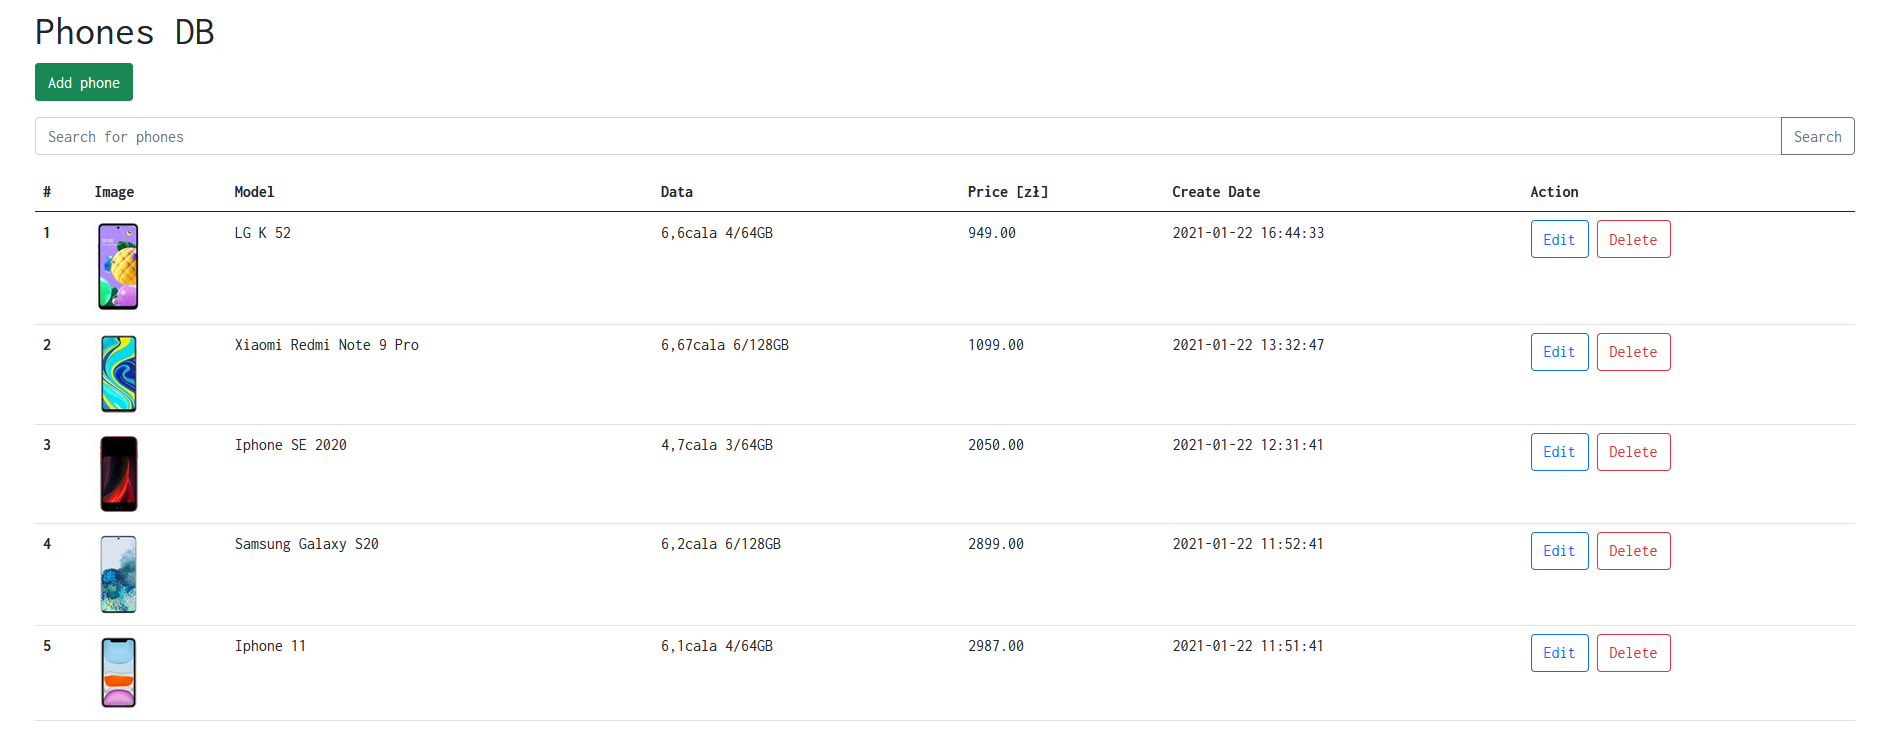 Phones DB
Add phone
Search for phones Search
# Image Model Data Price [zł] Create Date Action
1 LG K 52 6,6cala 4/64GB 949.00 2021-01-22 16:44:33 Edit Delete
2 Xiaomi Redmi Note 9 Pro 6,67cala 6/128GB 1099.00 2021-01-22 13:32:47 Edit Delete
3 Iphone SE 2020 4,7cala 3/64GB 2050.00 2021-01-22 12:31:41 Edit Delete
4 Samsung Galaxy S20 6,2cala 6/128GB 2899.00 2021-01-22 11:52:41 Edit Delete
5 Iphone 11 6,1cala 4/64GB 2987.00 2021-01-22 11:51:41 Edit Delete